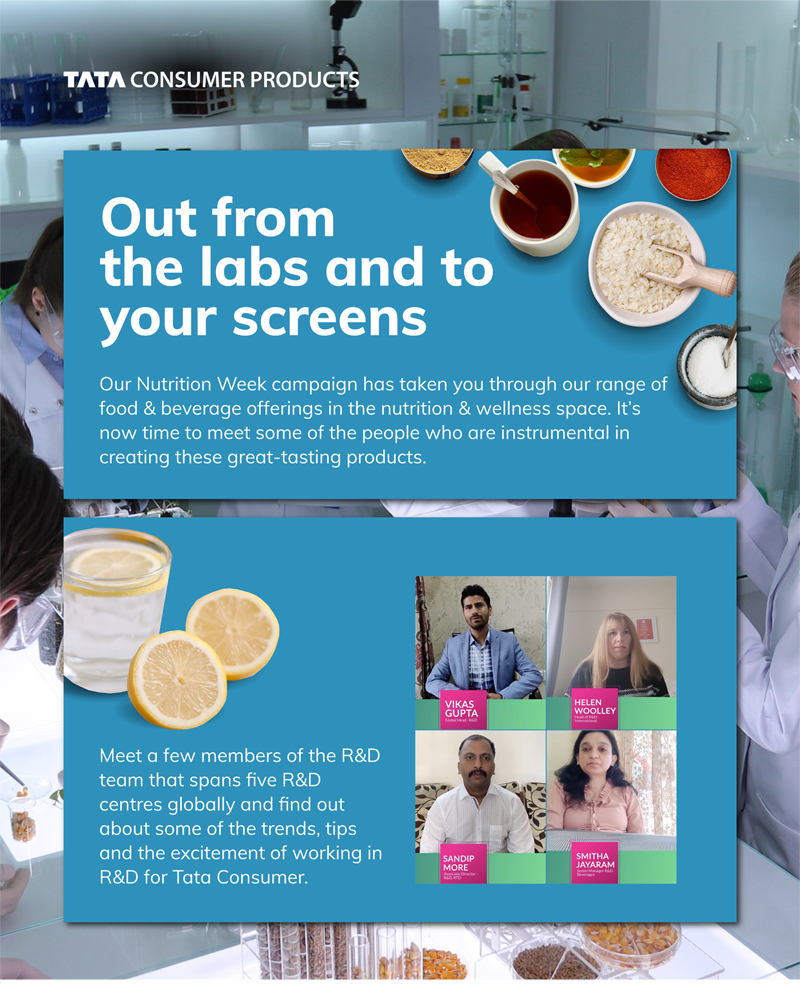 TATA CONSUMER PRODUCTS
Out from
the labs and to
your screens
Our Nutrition Week campaign has taken you through our range of
food & beverage offerings in the nutrition & wellness space. It's
now time to meet some of the people who are instrumental in
creating these great-tasting products.
VIKAS
GUPTA
Global Head - R&D
HELEN
WOOLLEY
Head of R&D
International
SANDIP
MORE
Associate Director -
R&D, RTD
SMITHA
JAYARAM
Senior Manager R&D
Beverages
Meet a few members of the R&D
team that spans five R&D
centres globally and find out
about some of the trends, tips
and the excitement of working in
R&D for Tata Consumer.